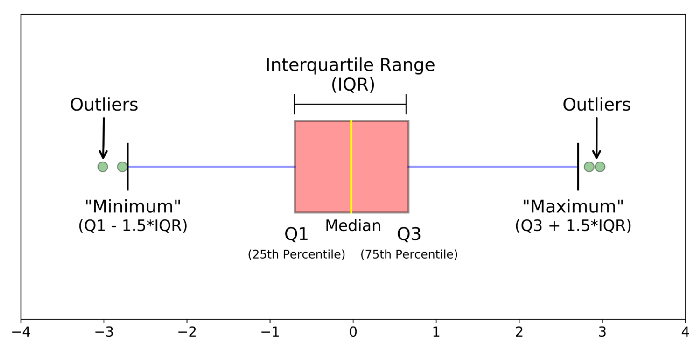 Interquartile Range
(IQR)
Outliers
Outliers
"Minimum"
(Q1 - 1.5*IQR)
"Maximum"
(Q3 + 1.5*IQR)
Q1
Median
Q3
(25th Percentile)
(75th Percentile)
−4 −3 −2 −1 0 1 2 3 4